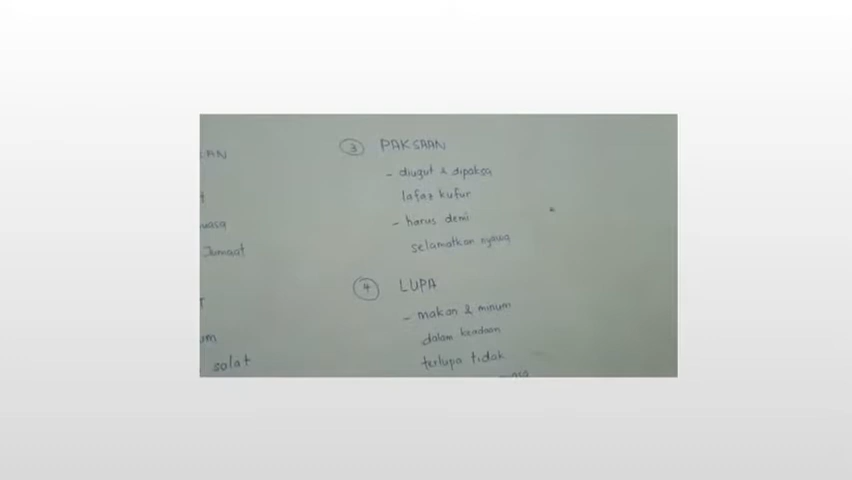 ③ PAKSAAN
- diugut & dipaksa
lafaz kufur
- harus demi
selamatkan nyawa
④ LUPA
- makan & minum
dalam keadaan
terlupa tidak
Jumaat
solat